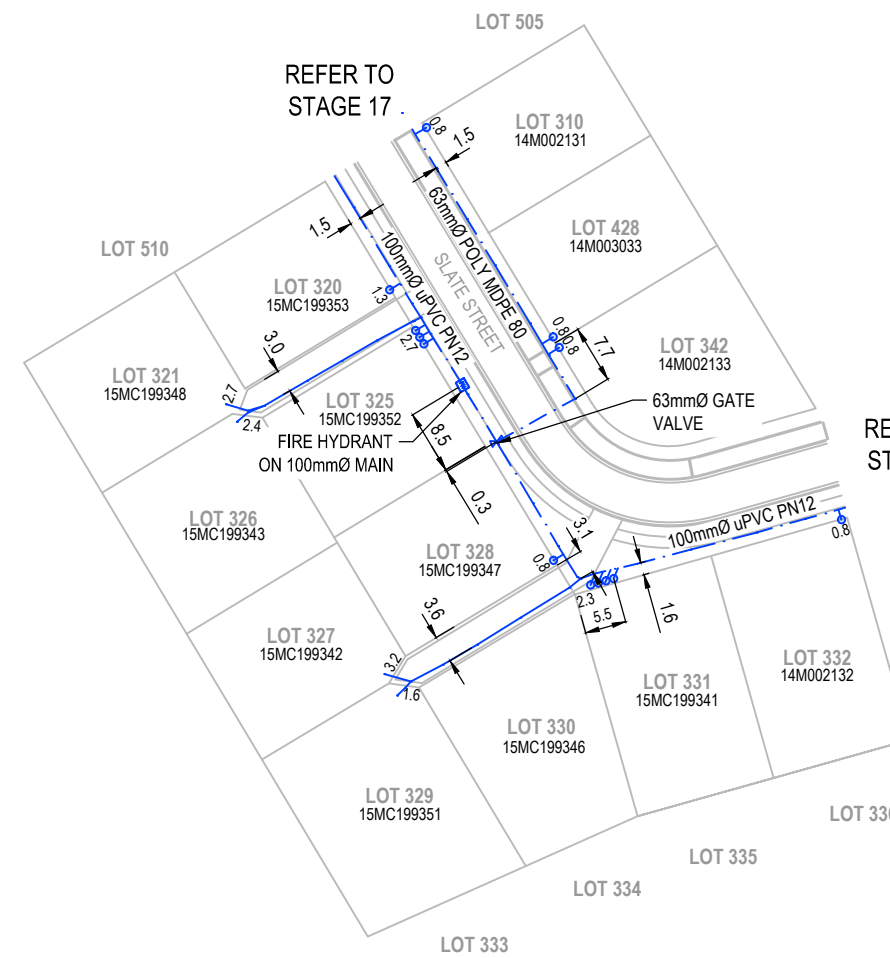 LOT 505
REFER TO
STAGE 17
0.8
1.5
LOT 310
14M002131
63mmØ POLY MDPE 80
LOT 428
14M003033
1.5
100mmØ uPVC PN12
SLATE STREET
LOT 510
LOT 320
15MC199353
1.3
2.7
3.0
0.8
0.8
7.7
LOT 342
14M002133
LOT 321
15MC199348
2.7
2.4
LOT 325
15MC199352
63mmØ GATE
VALVE
FIRE HYDRANT
ON 100mmØ MAIN
8.5
0.3
RE
ST
LOT 326
15MC199343
LOT 328
15MC199347
0.8
3.1
100mmØ uPVC PN12
0.8
3.6
2.3
5.5
1.6
LOT 327
15MC199342
3.2
1.6
LOT 332
14M002132
LOT 331
15MC199341
LOT 330
15MC199346
LOT 329
15MC199351
LOT 336
LOT 335
LOT 334
LOT 333